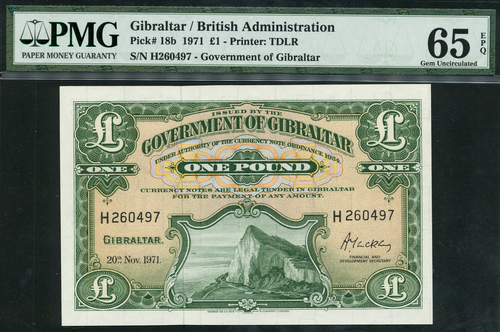 PMG
PAPER MONEY GUARANTY
Gibraltar / British Administration
Pick# 18b 1971 £1 - Printer: TDLR
S/N H260497 - Government of Gibraltar
65 EPQ
Gem Uncirculated
ISSUED BY THE
GOVERNMENT OF GIBRALTAR
UNDER AUTHORITY OF THE CURRENCY NOTE ORDINANCE 1934.
£ £
ONE ONE POUND ONE
CURRENCY NOTES ARE LEGAL TENDER IN GIBRALTAR
FOR THE PAYMENT OF ANY AMOUNT.
H260497 H260497
GIBRALTAR.
20th Nov. 1971.
FINANCIAL AND
DEVELOPMENT SECRETARY
£ £